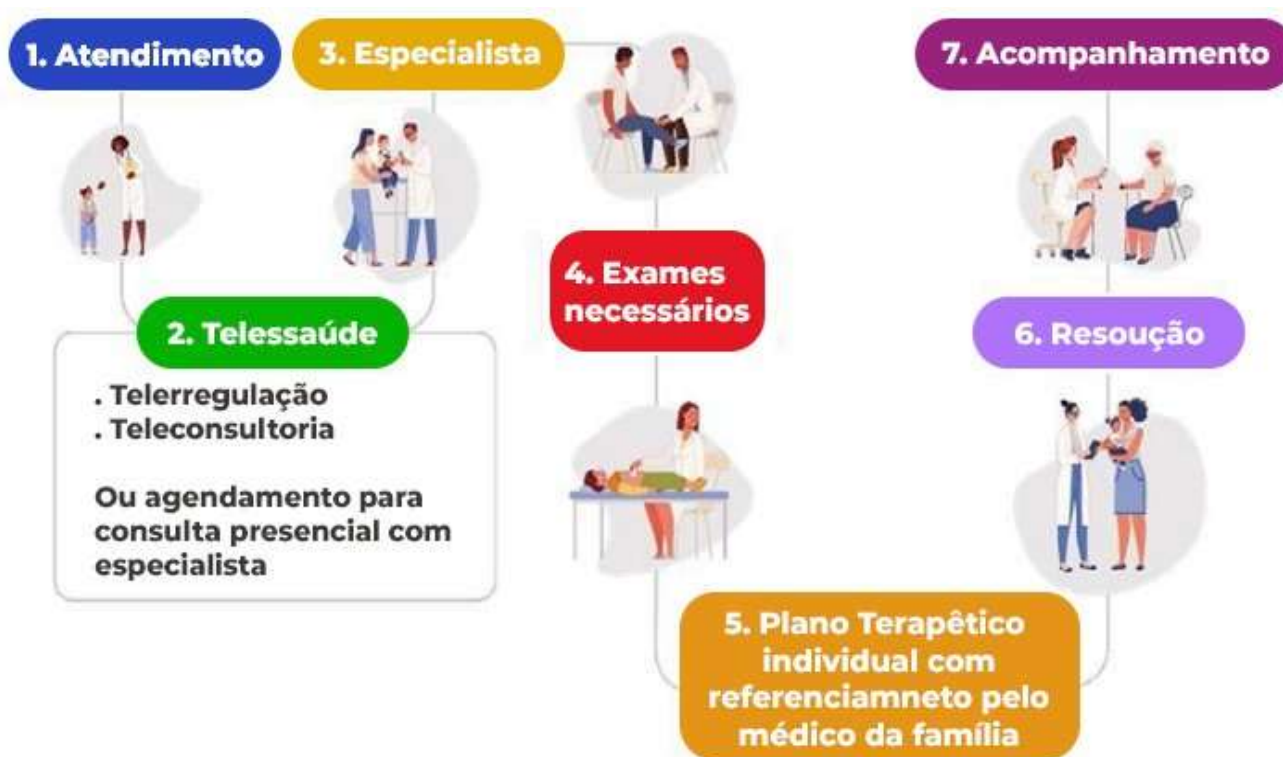 1. Atendimento
2. Telessaúde
. Telerregulação
. Teleconsultoria
Ou agendamento para
consulta presencial com
especialista
3. Especialista
4. Exames
necessários
5. Plano Terapêtico
individual com
referenciamneto pelo
médico da família
6. Resoução
7. Acompanhamento